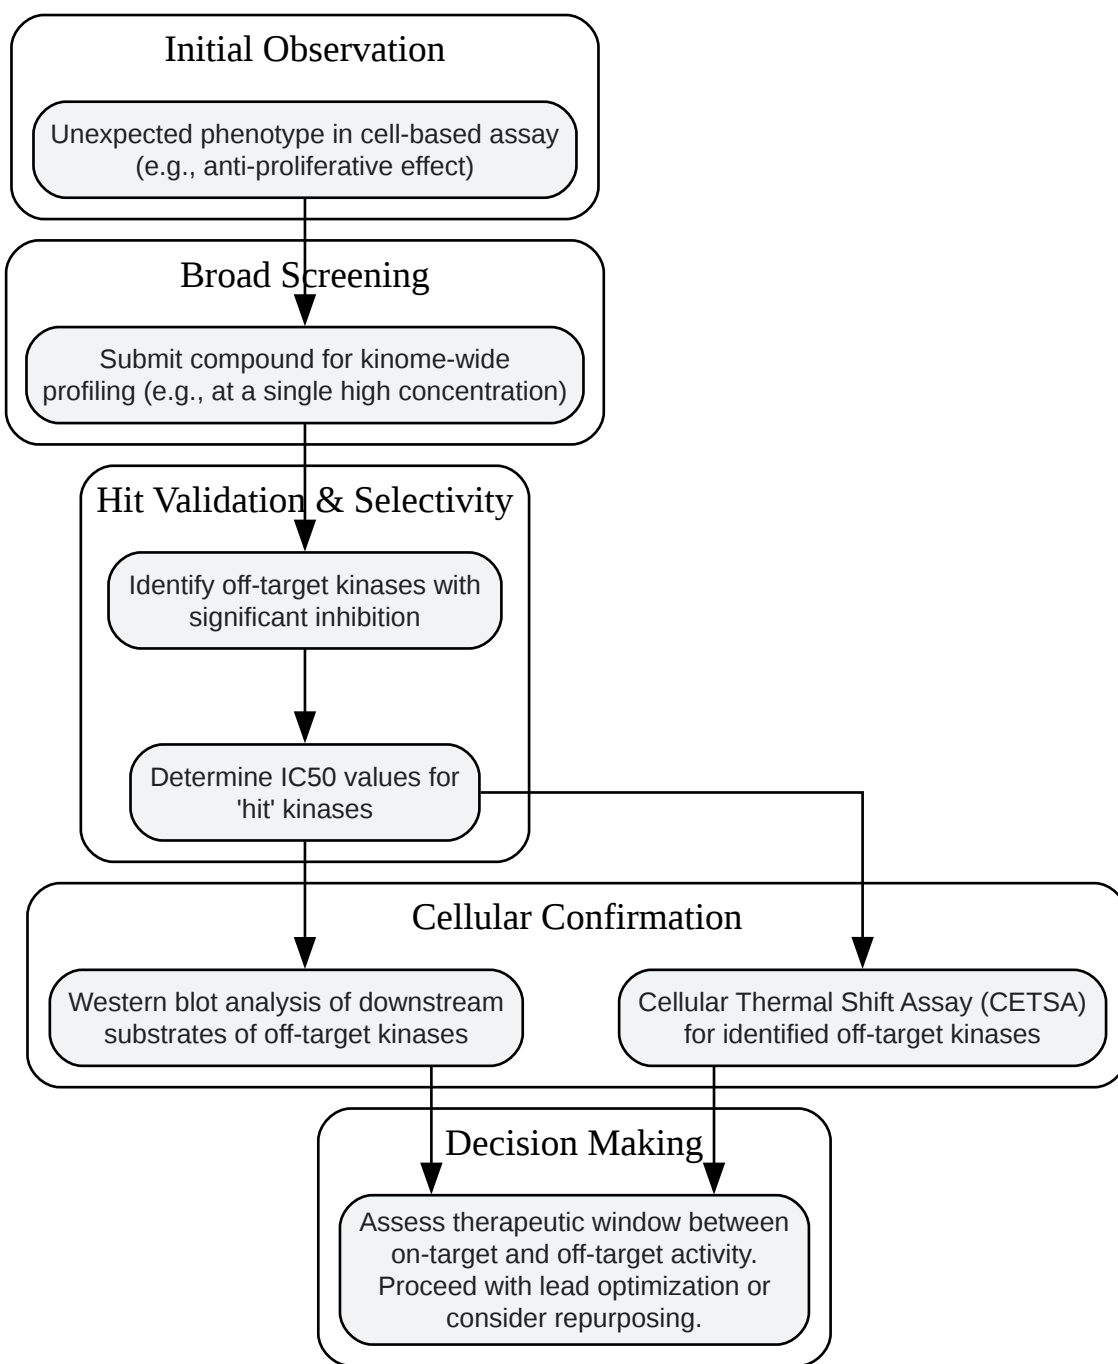 Initial Observation
Unexpected phenotype in cell-based assay
(e.g., anti-proliferative effect)
Broad Screening
Submit compound for kinome-wide
profiling (e.g., at a single high concentration)
Hit Validation & Selectivity
Identify off-target kinases with
significant inhibition
Determine IC50 values for
'hit' kinases
Cellular Confirmation
Western blot analysis of downstream
substrates of off-target kinases
Cellular Thermal Shift Assay (CETSA)
for identified off-target kinases
Decision Making
Assess therapeutic window between
on-target and off-target activity.
Proceed with lead optimization or
consider repurposing.